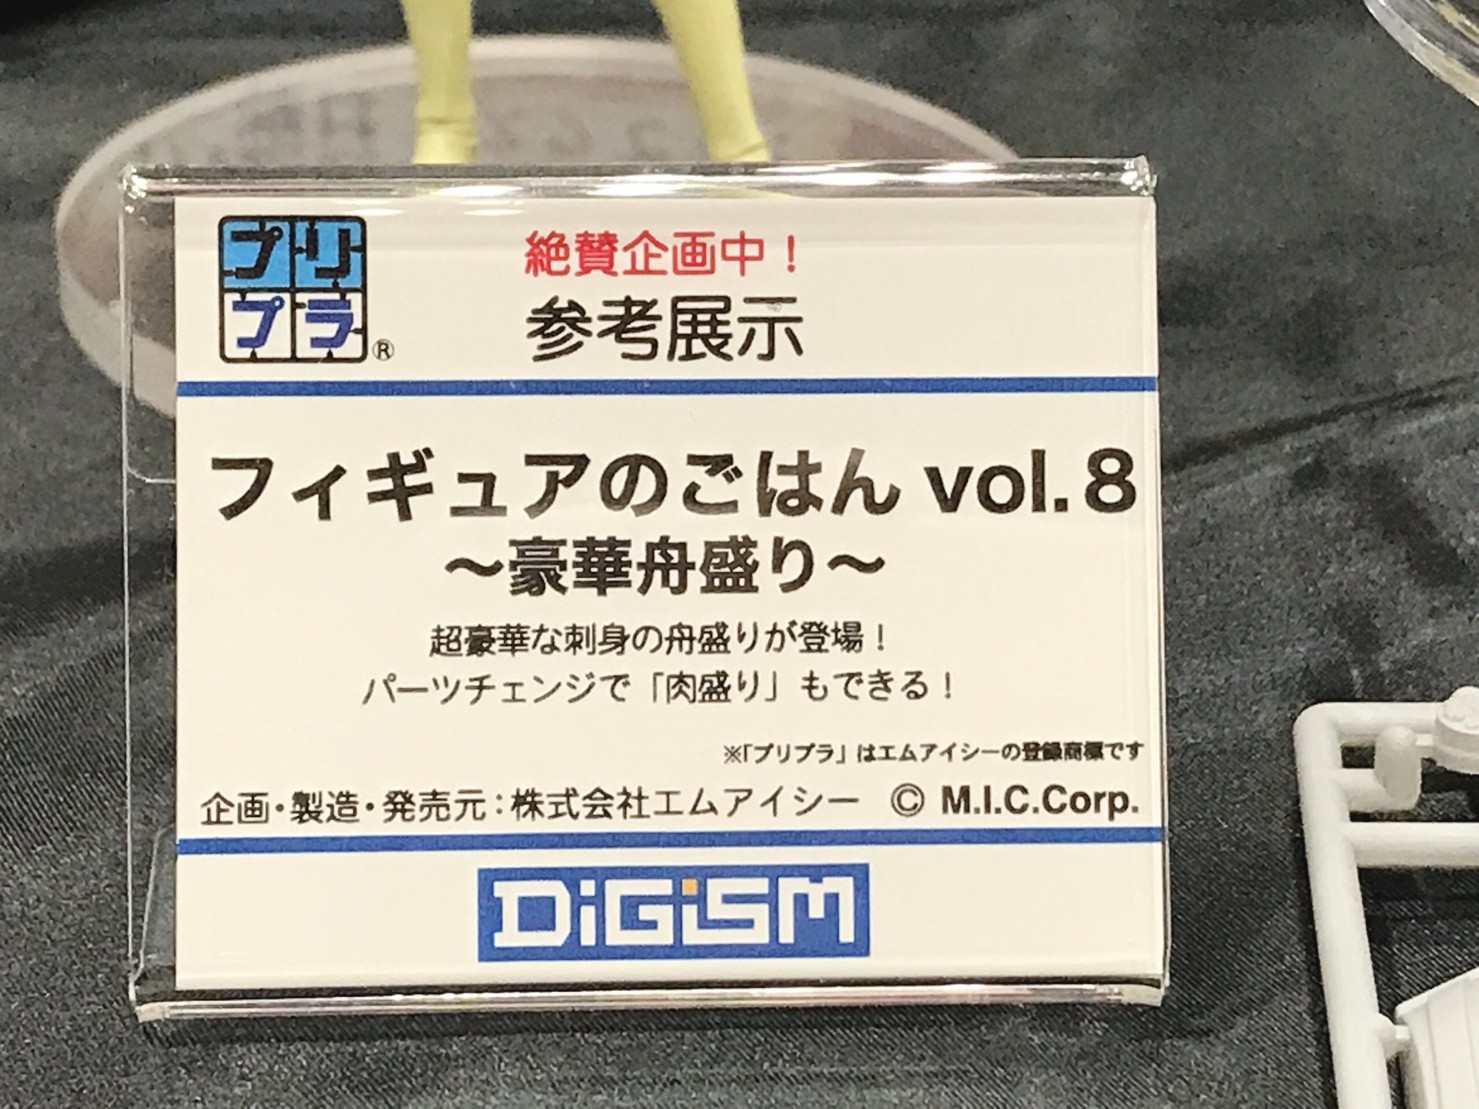 プリ
プラ®
絶賛企画中！
参考展示
フィギュアのごはん vol.8
～豪華舟盛り～
超豪華な刺身の舟盛りが登場！
パーツチェンジで「肉盛り」もできる！
※「プリプラ」はエムアイシーの登録商標です
企画・製造・発売元：株式会社エムアイシー © M.I.C.Corp.
DiGiSM